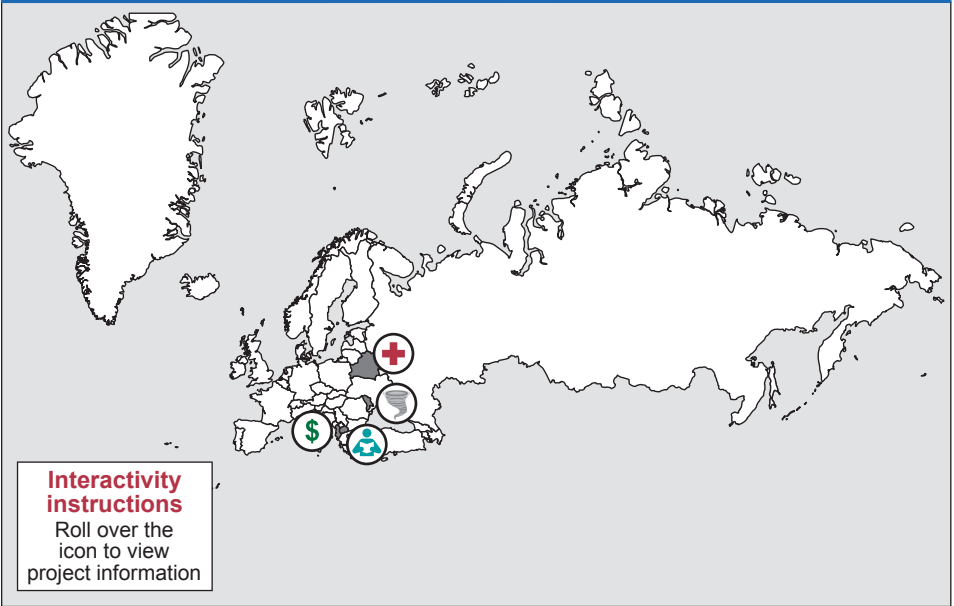 $
Interactivity
instructions
Roll over the
icon to view
project information